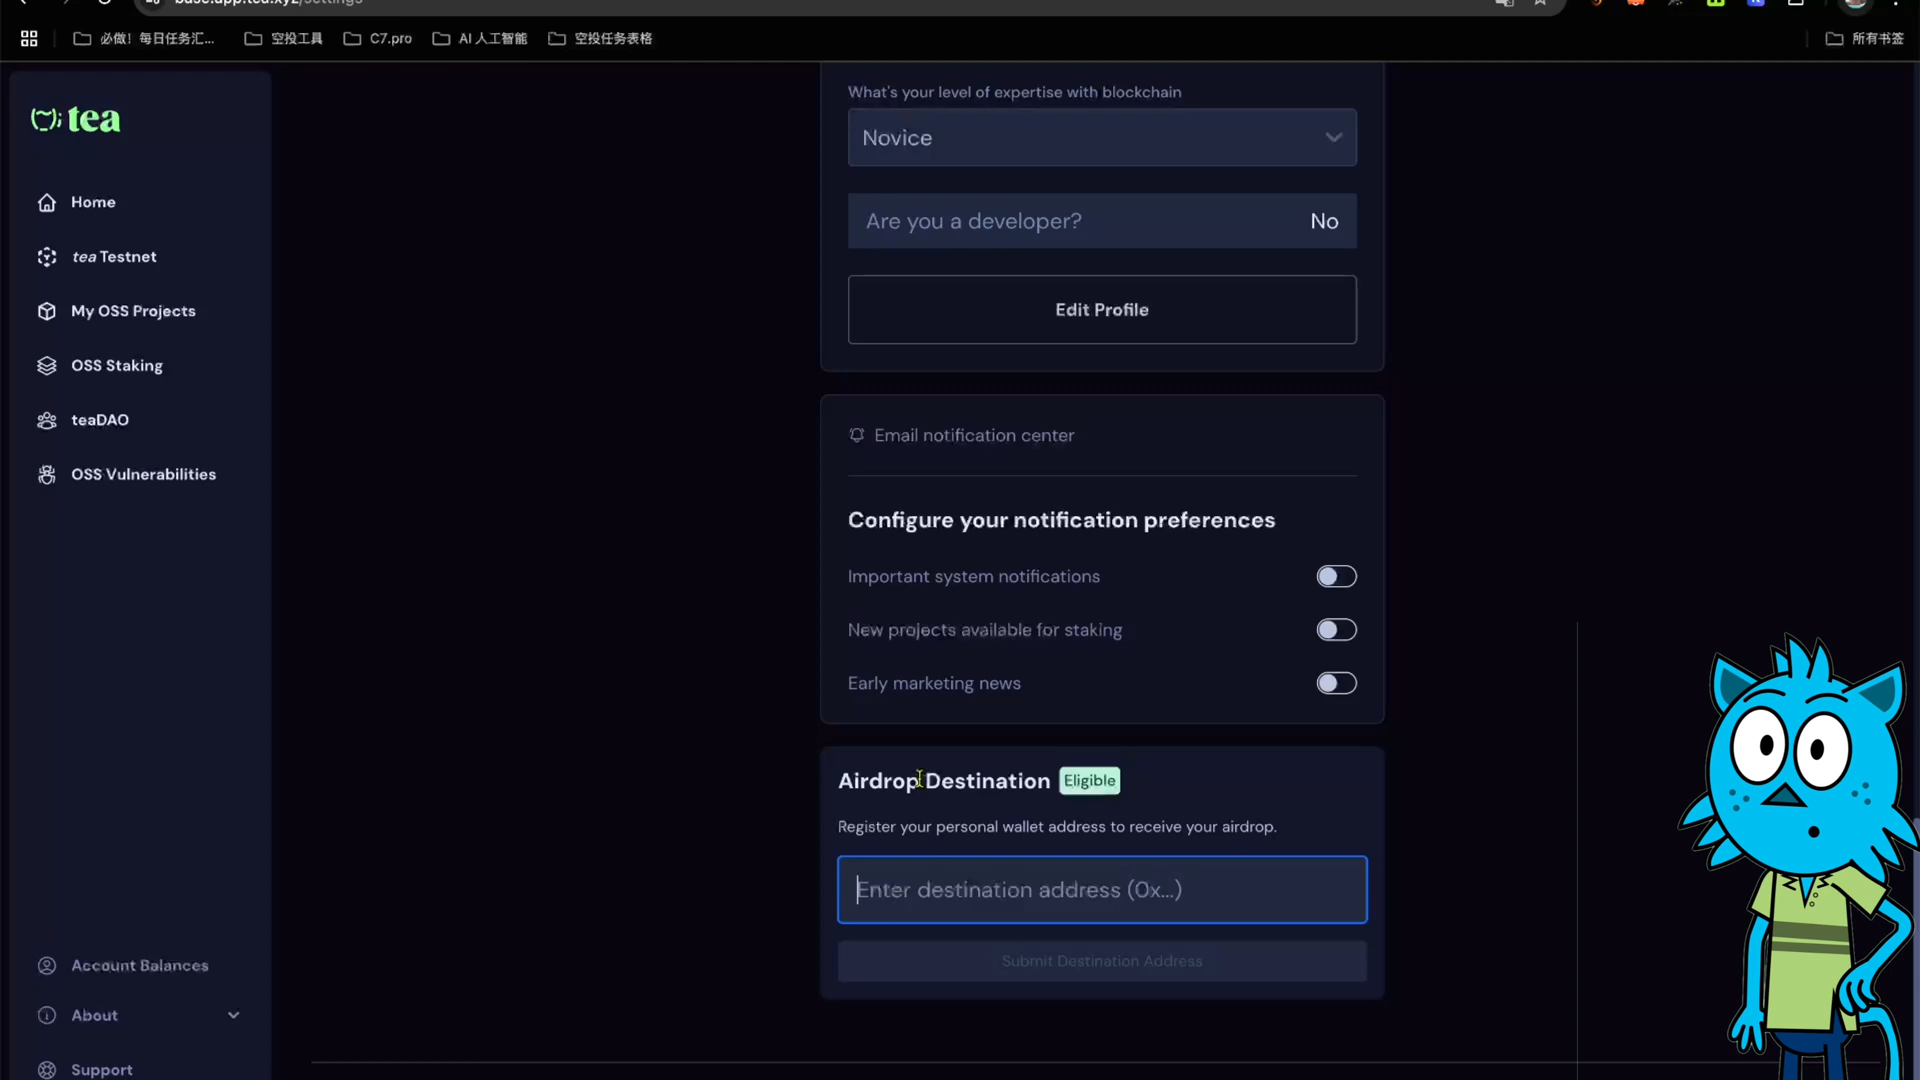 必做！每日任务汇...
空投工具
C7.pro
AI 人工智能
空投任务表格
所有书签
tea
Home
tea Testnet
My OSS Projects
OSS Staking
teaDAO
OSS Vulnerabilities
Account Balances
About
Support
What's your level of expertise with blockchain
Novice
Are you a developer? No
Edit Profile
Email notification center
Configure your notification preferences
Important system notifications
New projects available for staking
Early marketing news
Airdrop Destination Eligible
Register your personal wallet address to receive your airdrop.
Enter destination address (0x...)
Submit Destination Address